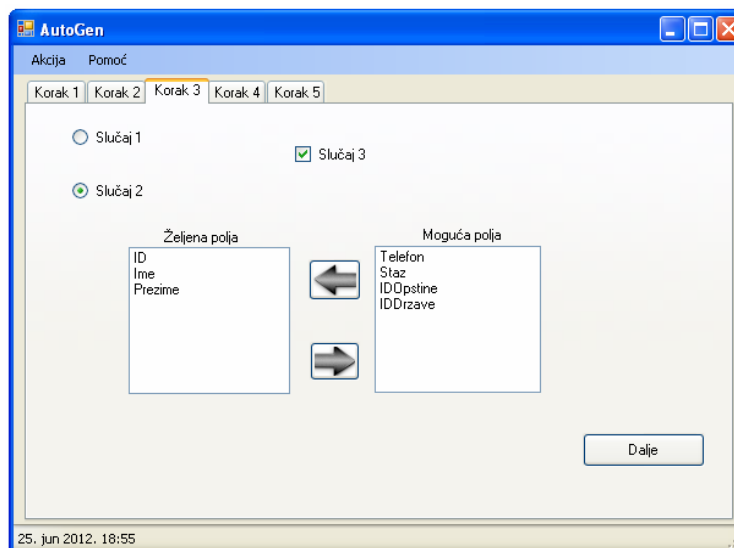 AutoGen
Akcija Pomoć
Korak 1 Korak 2 Korak 3 Korak 4 Korak 5
Slučaj 1
Slučaj 3
Slučaj 2
Željena polja
Moguća polja
ID
Ime
Prezime
Telefon
Staz
IDOpstine
IDDrzave
Dalje
25. jun 2012. 18:55